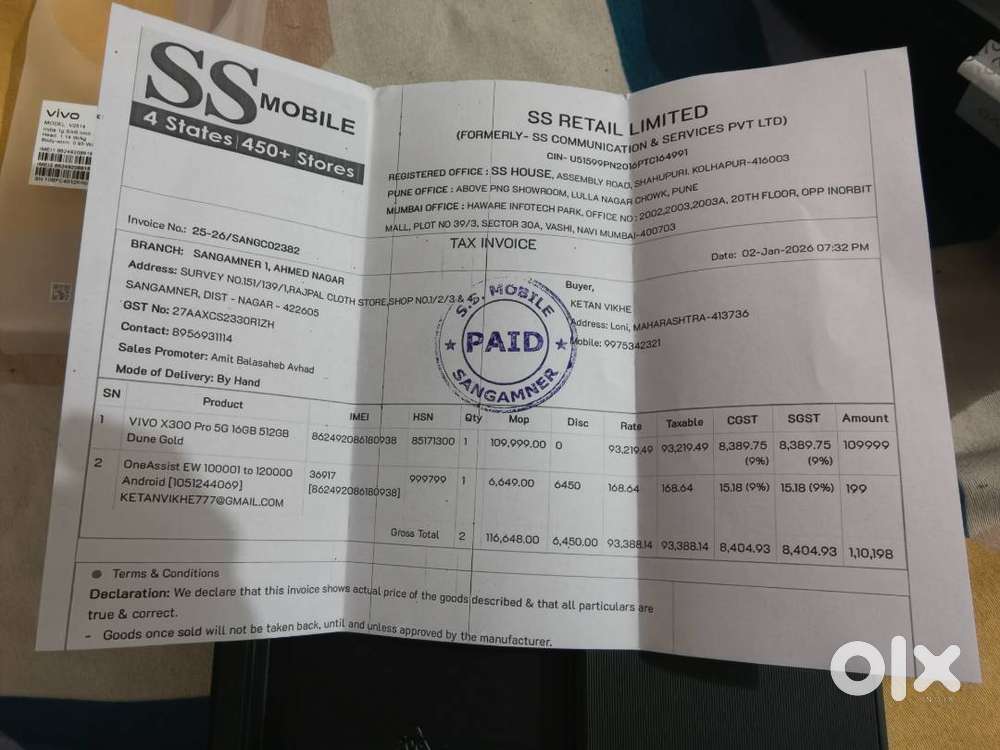 SS MOBILE
4 States 450+ Stores
SS RETAIL LIMITED
(FORMERLY- SS COMMUNICATION & SERVICES PVT LTD)
CIN- U51599PN2016PTC164991
REGISTERED OFFICE : SS HOUSE, ASSEMBLY ROAD, SHAHUPURI, KOLHAPUR-416003
PUNE OFFICE : ABOVE PNG SHOWROOM, LULLA NAGAR CHOWK, PUNE
MUMBAI OFFICE : HAWARE INFOTECH PARK, OFFICE NO : 2002,2003,2003A, 20TH FLOOR, OPP INORBIT
MALL, PLOT NO 39/3, SECTOR 30A, VASHI, NAVI MUMBAI-400703
TAX INVOICE
Invoice No.: 25-26/SANGC02382
Date: 02-Jan-2026 07:32 PM
BRANCH: SANGAMNER 1, AHMED NAGAR
Address: SURVEY NO.151/139/1,RAJPAL CLOTH STORE,SHOP NO.1/2/3 & 4,
SANGAMNER, DIST - NAGAR - 422605
GST No: 27AAXCS2330R1ZH
Contact: 8956931114
Sales Promoter: Amit Balasaheb Avhad
Mode of Delivery: By Hand
Buyer,
KETAN VIKHE
Address: Loni, MAHARASHTRA-413736
Mobile: 9975342321
S.S. MOBILE
PAID
SANGAMNER
SN Product IMEI HSN Qty Mop Disc Rate Taxable CGST SGST Amount
1 VIVO X300 Pro 5G 16GB 512GB 862492086180938 85171300 1 109,999.00 0 93,219.49 93,219.49 8,389.75 8,389.75 109999
Dune Gold (9%) (9%)
2 OneAssist EW 100001 to 120000 36917 999799 1 6,649.00 6450 168.64 168.64 15.18 (9%) 15.18 (9%) 199
Android [1051244069] [862492086180938]
KETANVIKHE777@GMAIL.COM
Gross Total 2 116,648.00 6,450.00 93,388.14 93,388.14 8,404.93 8,404.93 1,10,198
● Terms & Conditions
Declaration: We declare that this invoice shows actual price of the goods described & that all particulars are
true & correct.
- Goods once sold will not be taken back, until and unless approved by the manufacturer.
vivo
MODEL: V2514
olx